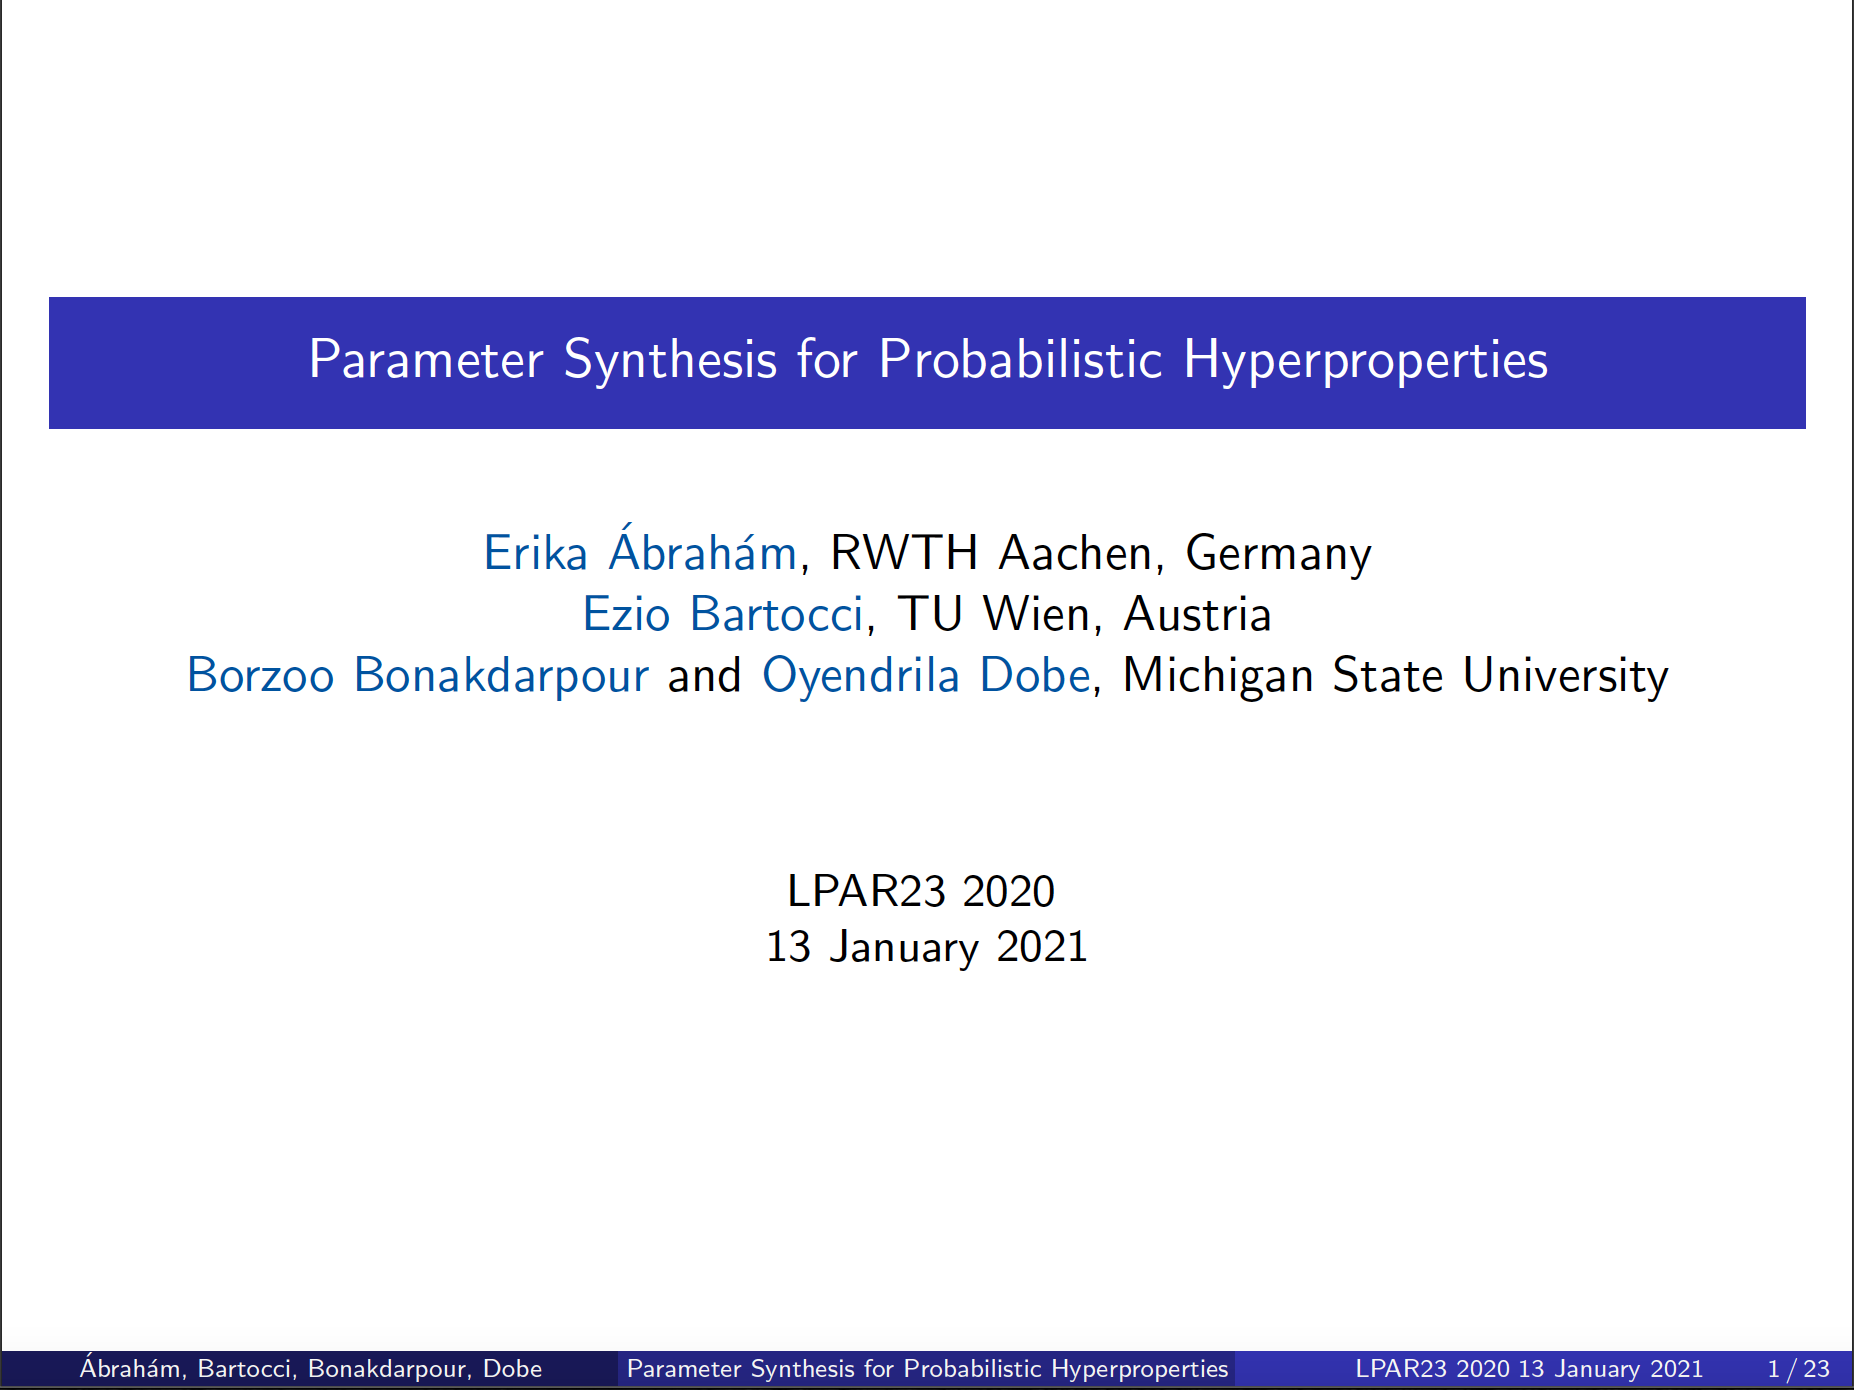 Parameter Synthesis for Probabilistic Hyperproperties
Erika Ábrahám, RWTH Aachen, Germany
Ezio Bartocci, TU Wien, Austria
Borzoo Bonakdarpour and Oyendrila Dobe, Michigan State University
LPAR23 2020
13 January 2021
Ábrahám, Bartocci, Bonakdarpour, Dobe Parameter Synthesis for Probabilistic Hyperproperties LPAR23 2020 13 January 2021 1 / 23